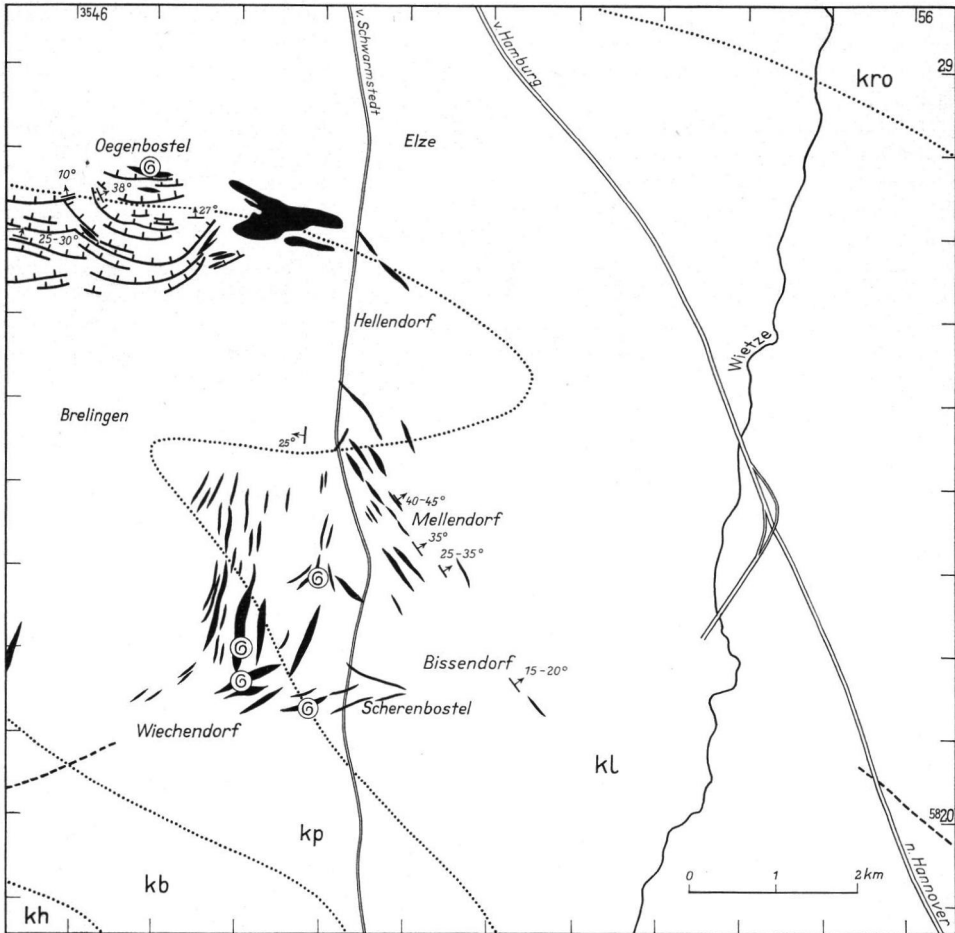 3546
56
v. Schwarmstedt
v. Hamburg
29
kro
Elze
Oegenbostel
10°
38°
27°
25-30°
Hellendorf
Wietze
Brelingen
25°
40-45°
Mellendorf
35°
25-35°
Bissendorf
15-20°
Scherenbostel
Wiechendorf
kl
5820
kp
n. Hannover
0 1 2 km
kb
kh